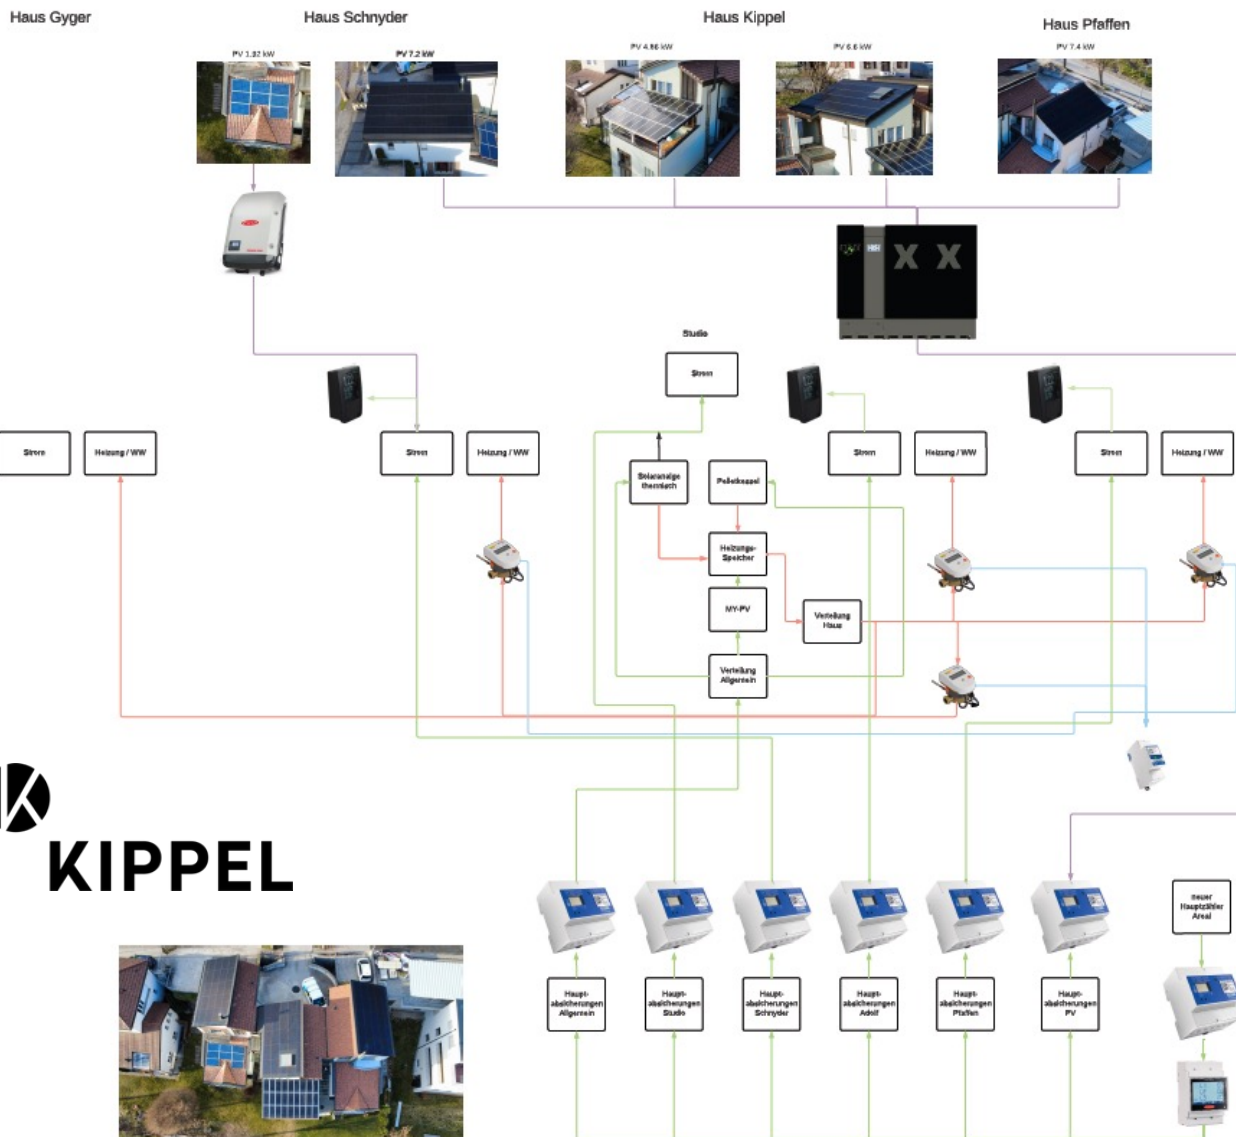 Haus Gyger
Haus Schnyder
Haus Kippel
Haus Pfaffen
PV 1.92 kW
PV 7.2 kW
PV 4.96 kW
PV 6.6 kW
PV 7.4 kW
XX
Studio
Strom
Strom
Heizung / WW
Strom
Heizung / WW
Solaranalge
thermisch
Pelletkessel
Strom
Heizung / WW
Strom
Heizung / WW
Heizungs-
Speicher
MY-PV
Verteilung
Haus
Verteilung
Allgemein
KIPPEL
neuer
Hauptzähler
Areal
Haupt-
absicherungen
Allgemein
Haupt-
absicherungen
Studio
Haupt-
absicherungen
Schnyder
Haupt-
absicherungen
Adolf
Haupt-
absicherungen
Pfaffen
Haupt-
absicherungen
PV